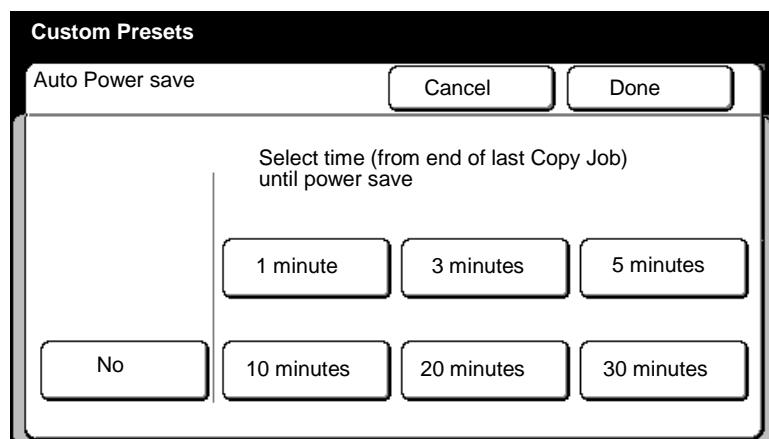 Custom Presets
Auto Power save
Cancel
Done
Select time (from end of last Copy Job)
until power save
1 minute
3 minutes
5 minutes
No
10 minutes
20 minutes
30 minutes